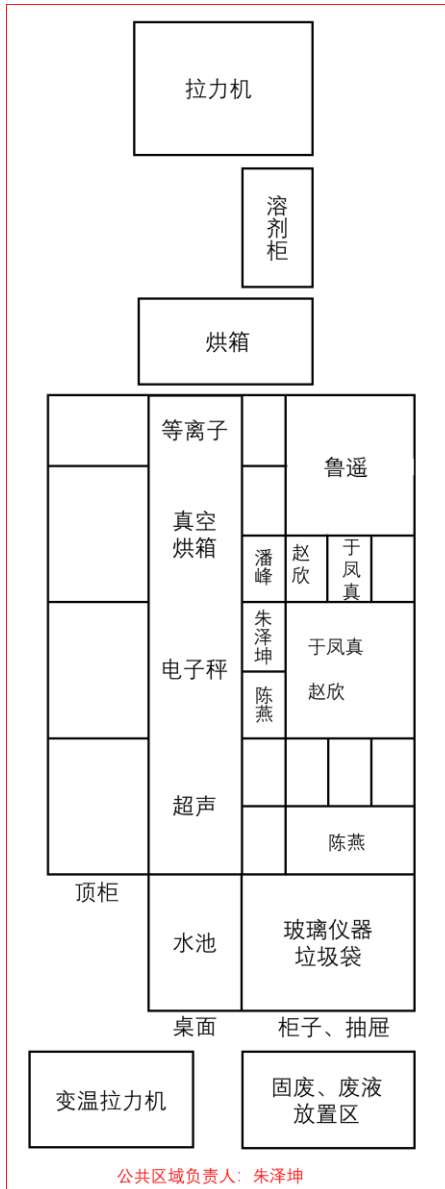 拉力机
溶剂柜
烘箱
等离子
鲁遥
真空
烘箱
潘峰
赵欣
于凤真
朱泽坤
电子秤
于凤真
赵欣
陈燕
超声
陈燕
顶柜
水池
玻璃仪器
垃圾袋
桌面
柜子、抽屉
变温拉力机
固废、废液
放置区
公共区域负责人：朱泽坤